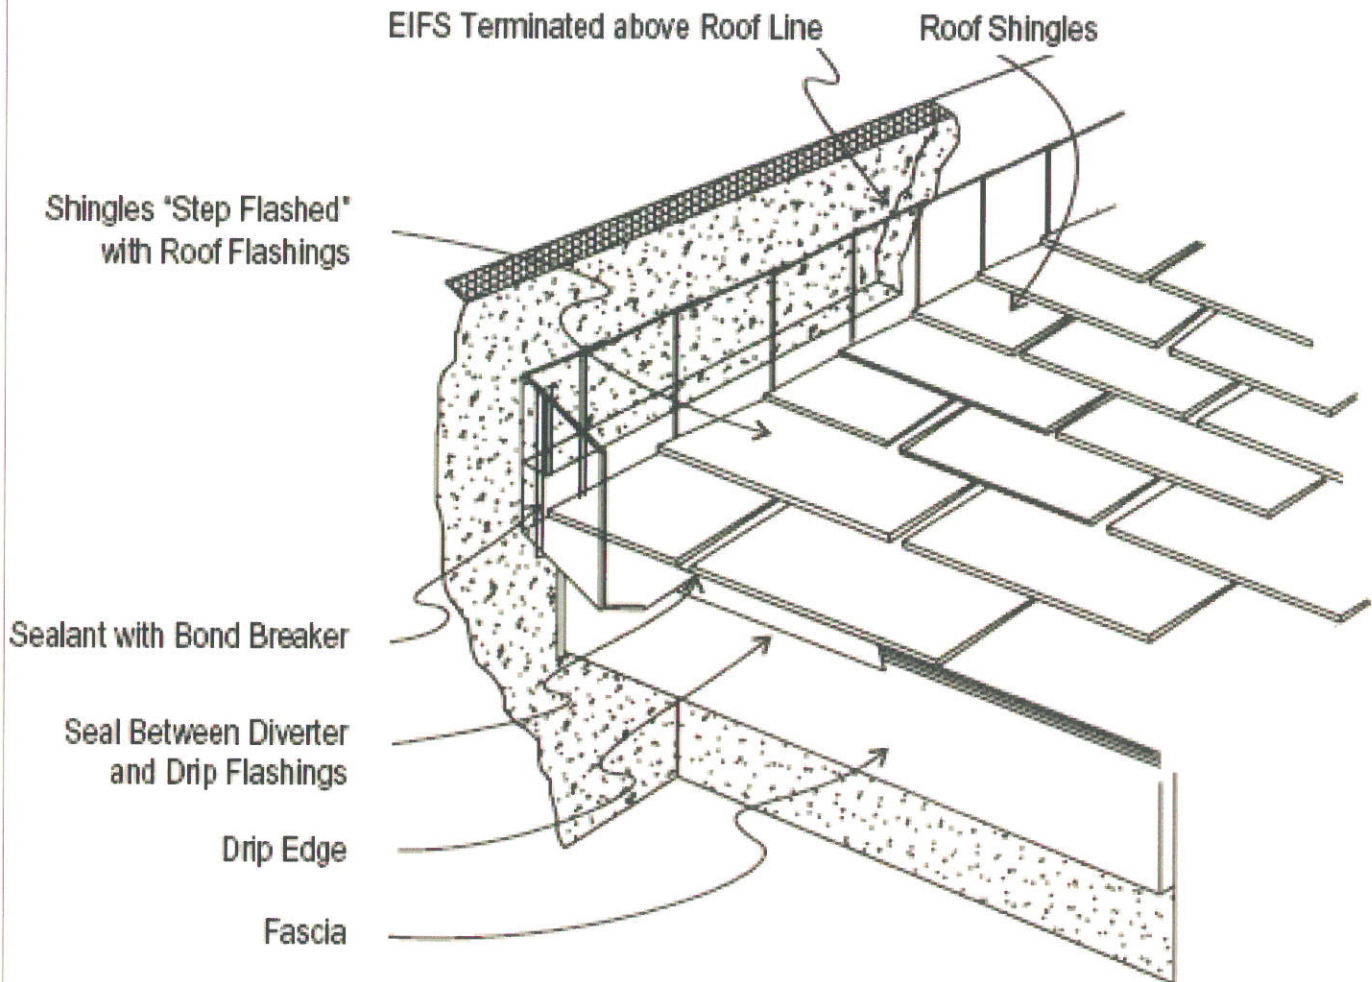 EIFS Terminated above Roof Line
Roof Shingles
Shingles "Step Flashed"
with Roof Flashings
Sealant with Bond Breaker
Seal Between Diverter
and Drip Flashings
Drip Edge
Fascia